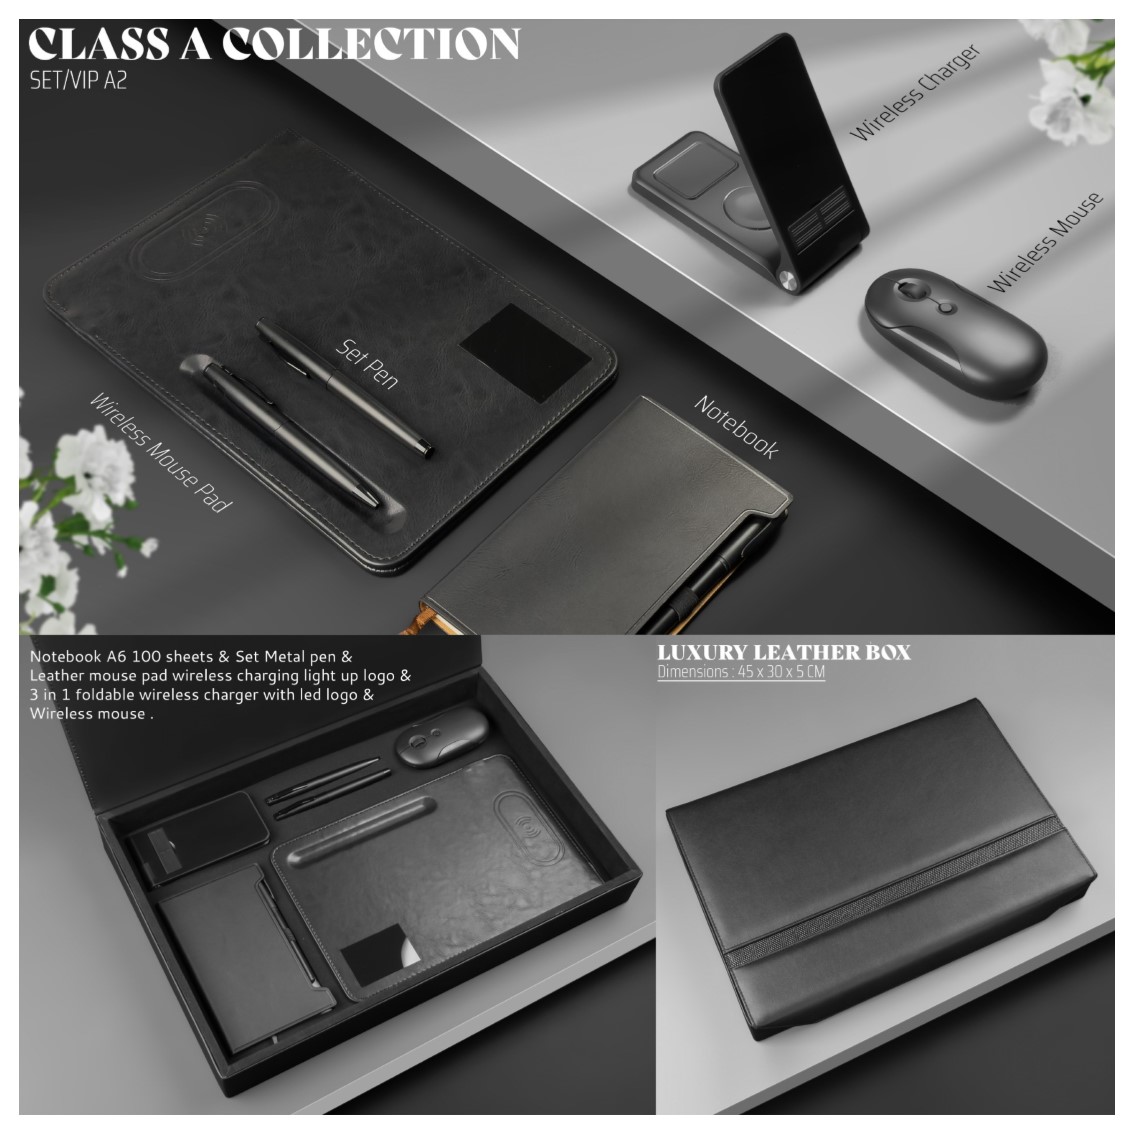 CLASS A COLLECTION
SET/VIP A2
Wireless Charger
Wireless Mouse
Set Pen
Wireless Mouse Pad
Notebook
Notebook A6 100 sheets & Set Metal pen &
Leather mouse pad wireless charging light up logo &
3 in 1 foldable wireless charger with led logo &
Wireless mouse .
LUXURY LEATHER BOX
Dimensions : 45 x 30 x 5 CM